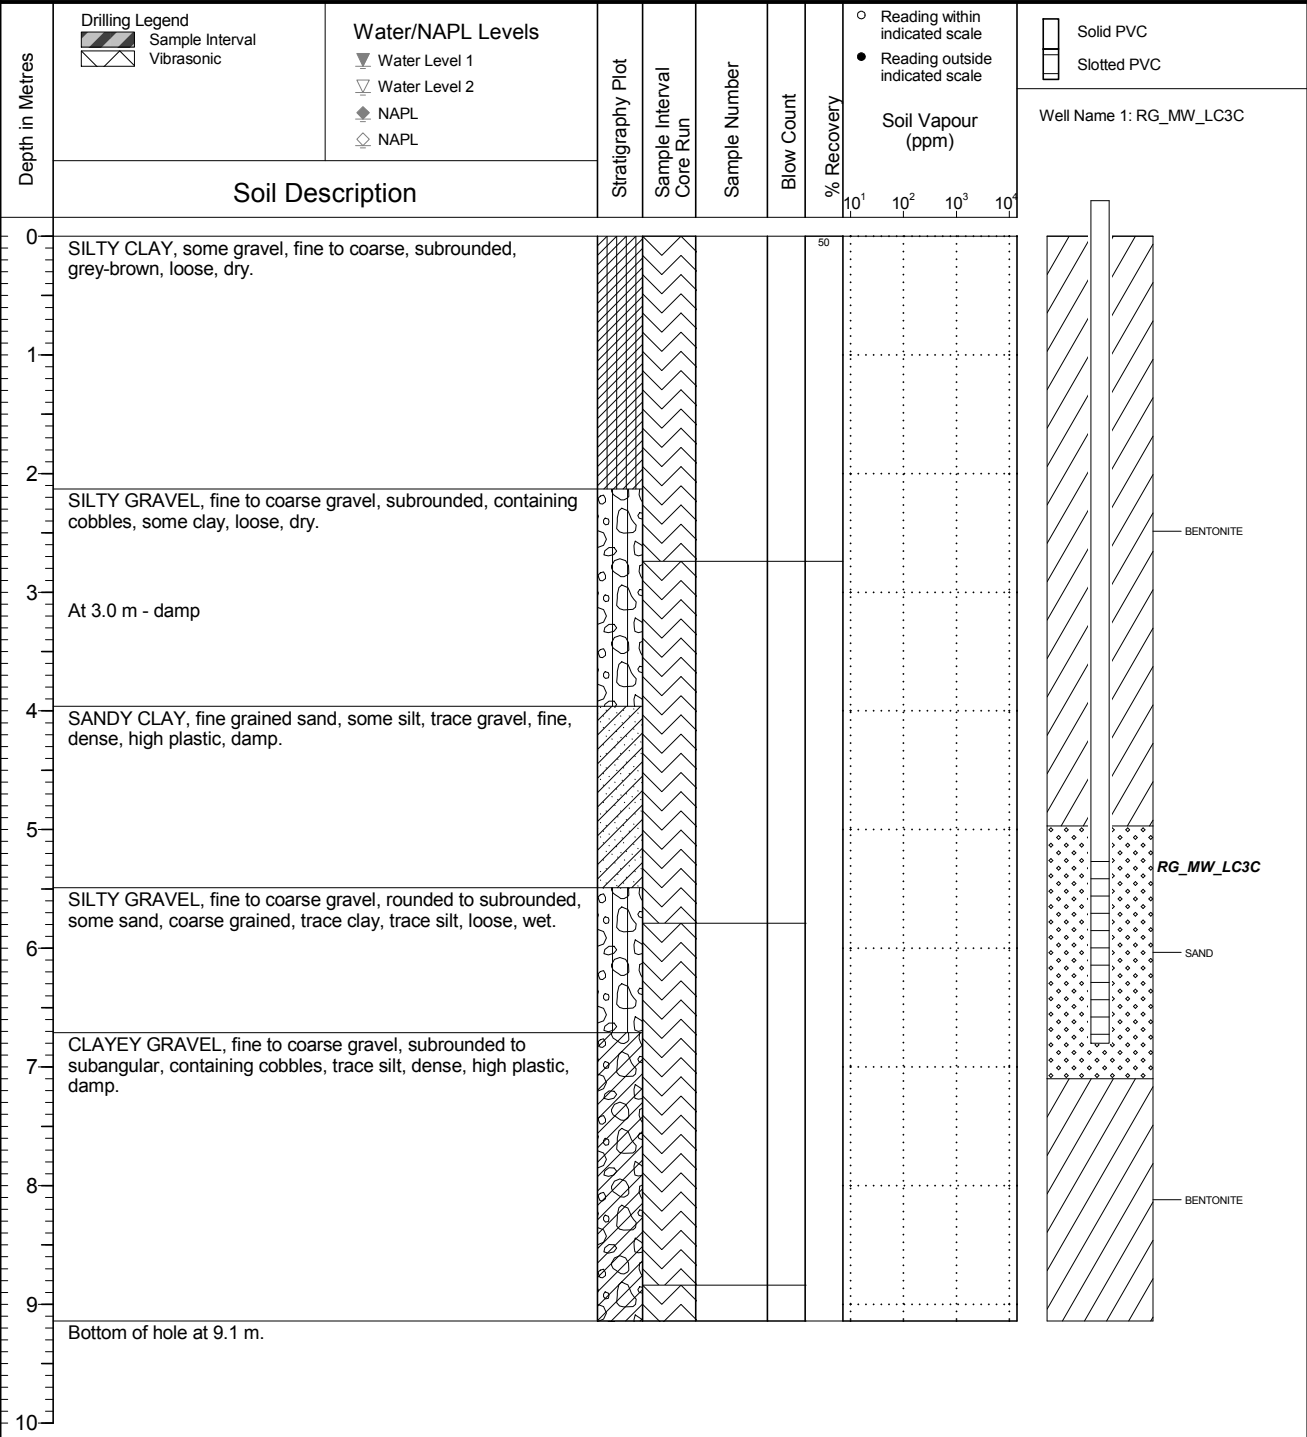 Depth in Metres
Drilling Legend
Sample Interval
Vibrasonic
Water/NAPL Levels
Water Level 1
Water Level 2
NAPL
NAPL
Soil Description
Stratigraphy Plot
Sample Interval
Core Run
Sample Number
Blow Count
% Recovery
Reading within
indicated scale
Reading outside
indicated scale
Soil Vapour
(ppm)
10¹ 10² 10³ 10⁴
Solid PVC
Slotted PVC
Well Name 1: RG_MW_LC3C
0
SILTY CLAY, some gravel, fine to coarse, subrounded,
grey-brown, loose, dry.
50
1
2
SILTY GRAVEL, fine to coarse gravel, subrounded, containing
cobbles, some clay, loose, dry.
BENTONITE
3
At 3.0 m - damp
4
SANDY CLAY, fine grained sand, some silt, trace gravel, fine,
dense, high plastic, damp.
5
RG_MW_LC3C
SILTY GRAVEL, fine to coarse gravel, rounded to subrounded,
some sand, coarse grained, trace clay, trace silt, loose, wet.
6
SAND
CLAYEY GRAVEL, fine to coarse gravel, subrounded to
subangular, containing cobbles, trace silt, dense, high plastic,
damp.
7
8
BENTONITE
9
Bottom of hole at 9.1 m.
10